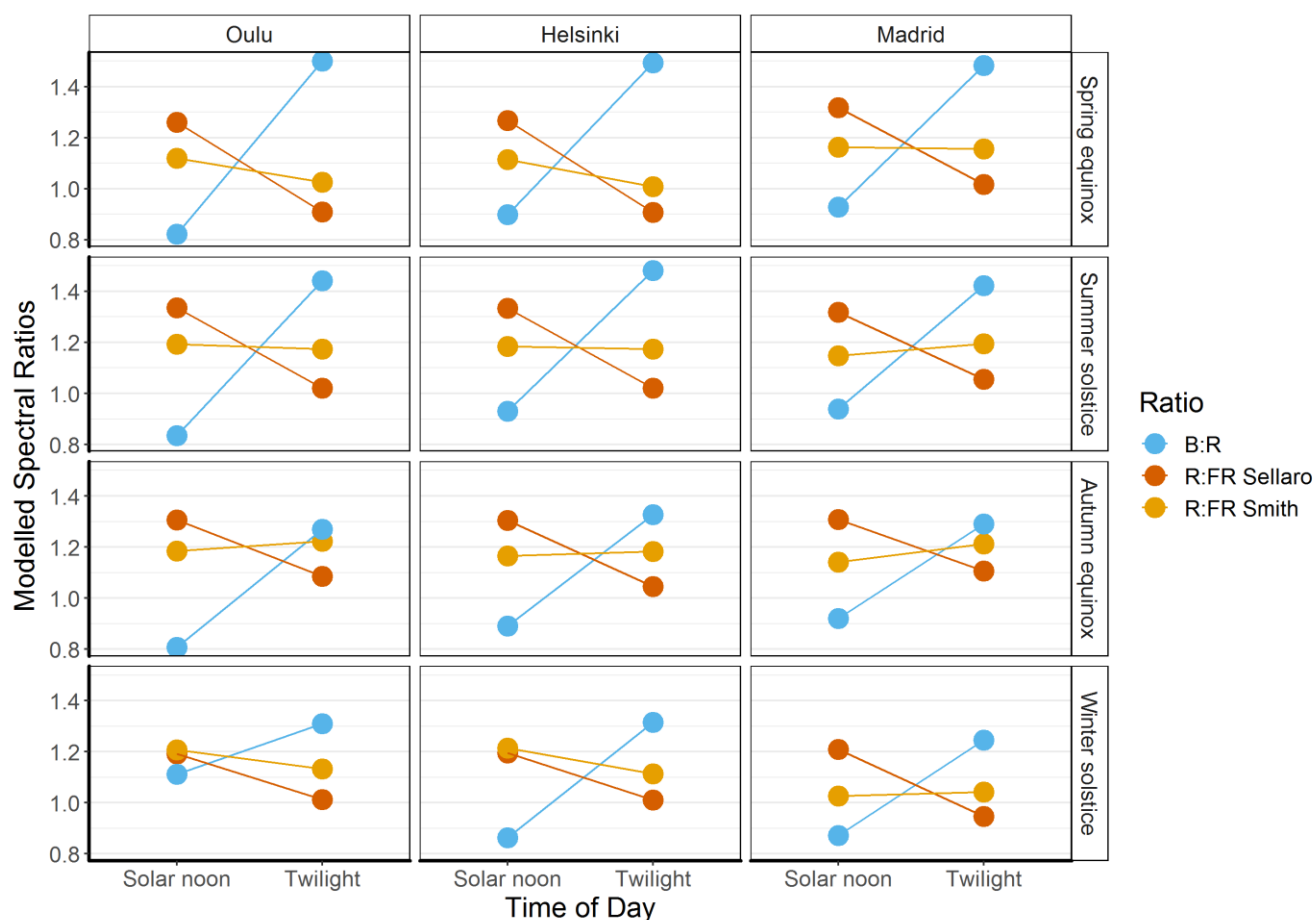 Oulu Helsinki Madrid
1.4
1.2
1.0
0.8
Spring equinox
1.4
1.2
1.0
0.8
Summer solstice
1.4
1.2
1.0
0.8
Autumn equinox
1.4
1.2
1.0
0.8
Winter solstice
Modelled Spectral Ratios
Solar noon Twilight Solar noon Twilight Solar noon Twilight
Time of Day
Ratio
B:R
R:FR Sellaro
R:FR Smith